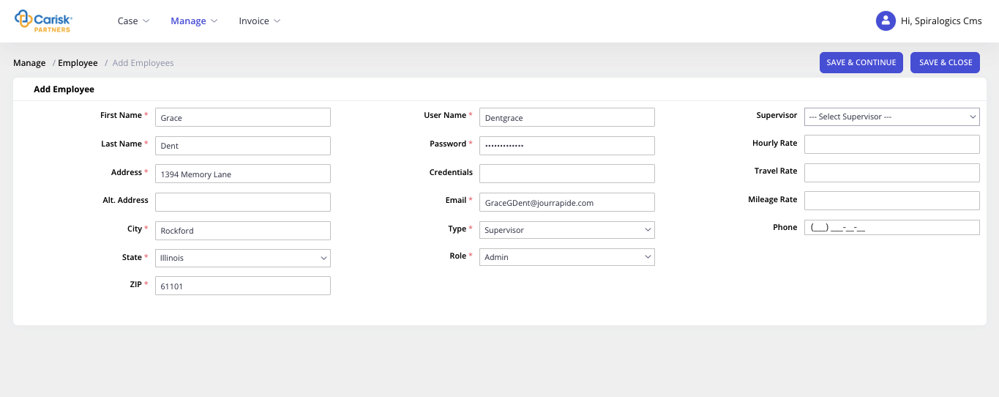 Carisk
PARTNERS
Case
Manage
Invoice
Hi, Spiralogics Cms
Manage / Employee / Add Employees
SAVE & CONTINUE
SAVE & CLOSE
Add Employee
First Name *
Grace
Last Name *
Dent
Address *
1394 Memory Lane
Alt. Address
City *
Rockford
State *
Illinois
ZIP *
61101
User Name *
Dentgrace
Password *
•••••••••••••
Credentials
Email *
GraceGDent@jourrapide.com
Type *
Supervisor
Role *
Admin
Supervisor
--- Select Supervisor ---
Hourly Rate
Travel Rate
Mileage Rate
Phone
(___) ___-__-__